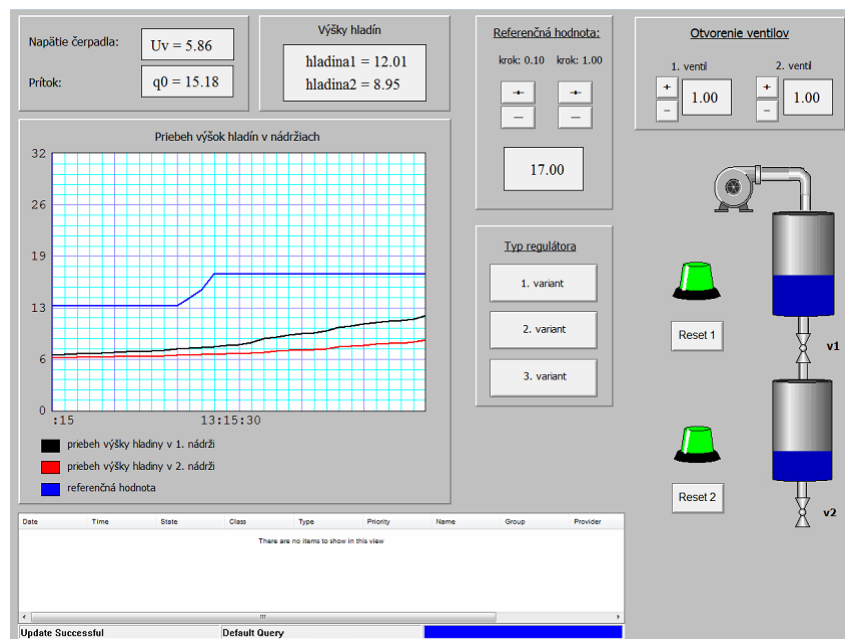 Napätie čerpadla:
Uv = 5.86
Prítok:
q0 = 15.18
Výšky hladín
hladina1 = 12.01
hladina2 = 8.95
Referenčná hodnota:
krok: 0.10 krok: 1.00
+ +
- -
17.00
Otvorenie ventilov
1. ventil 2. ventil
+ 1.00 + 1.00
- -
Priebeh výšok hladín v nádržiach
32
26
19
13
6
0
:15 13:15:30
priebeh výšky hladiny v 1. nádrži
priebeh výšky hladiny v 2. nádrži
referenčná hodnota
Typ regulátora
1. variant
2. variant
3. variant
Reset 1
v1
Reset 2
v2
Date Time State Class Type Priority Name Group Provider
There are no items to show in this view
Update Successful Default Query